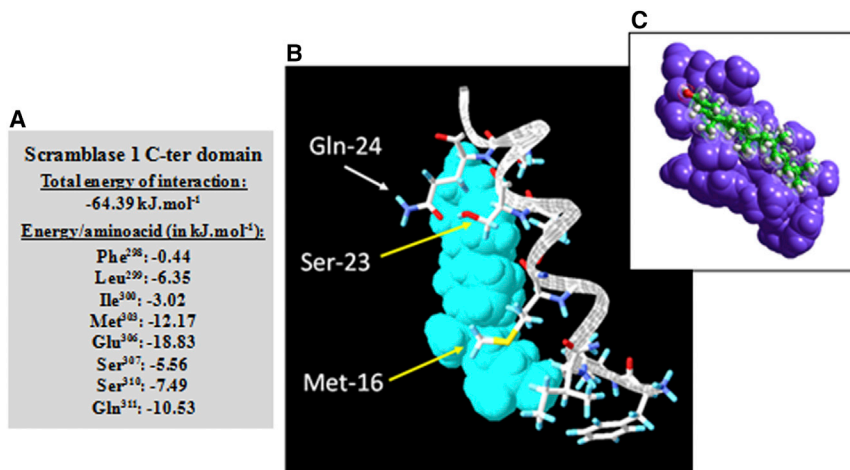 A
Scramblase 1 C-ter domain
Total energy of interaction:
-64.39 kJ.mol⁻¹
Energy/aminoacid (in kJ.mol⁻¹):
Phe²⁹⁸: -0.44
Leu²⁹⁹: -6.35
Ile³⁰⁰: -3.02
Met³⁰³: -12.17
Glu³⁰⁶: -18.83
Ser³⁰⁷: -5.56
Ser³¹⁰: -7.49
Gln³¹¹: -10.53
B
Gln-24
Ser-23
Met-16
C